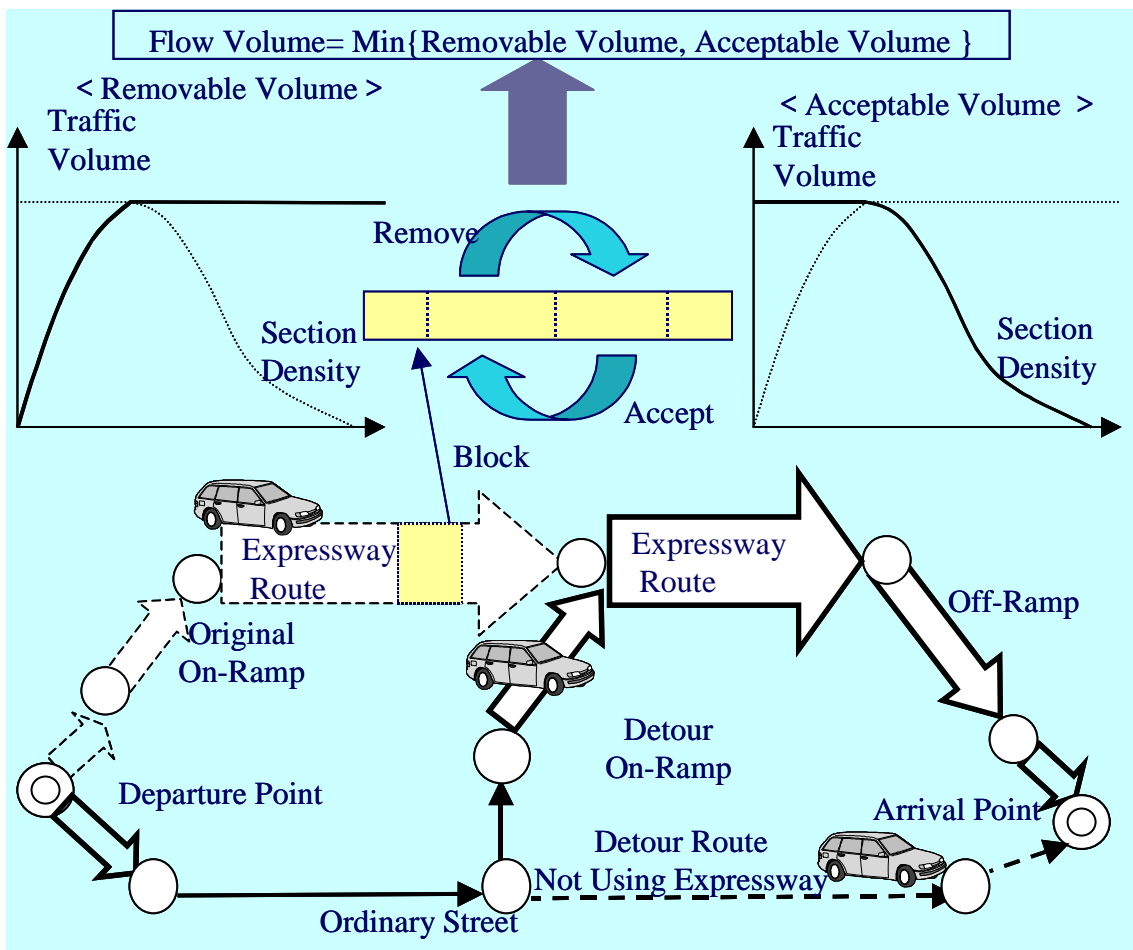 Flow Volume= Min{Removable Volume, Acceptable Volume }
< Removable Volume >
Traffic
Volume
< Acceptable Volume >
Traffic
Volume
Remove
Section
Density
Section
Density
Accept
Block
Expressway
Route
Expressway
Route
Original
On-Ramp
Off-Ramp
Detour
On-Ramp
Departure Point
Arrival Point
Detour Route
Not Using Expressway
Ordinary Street